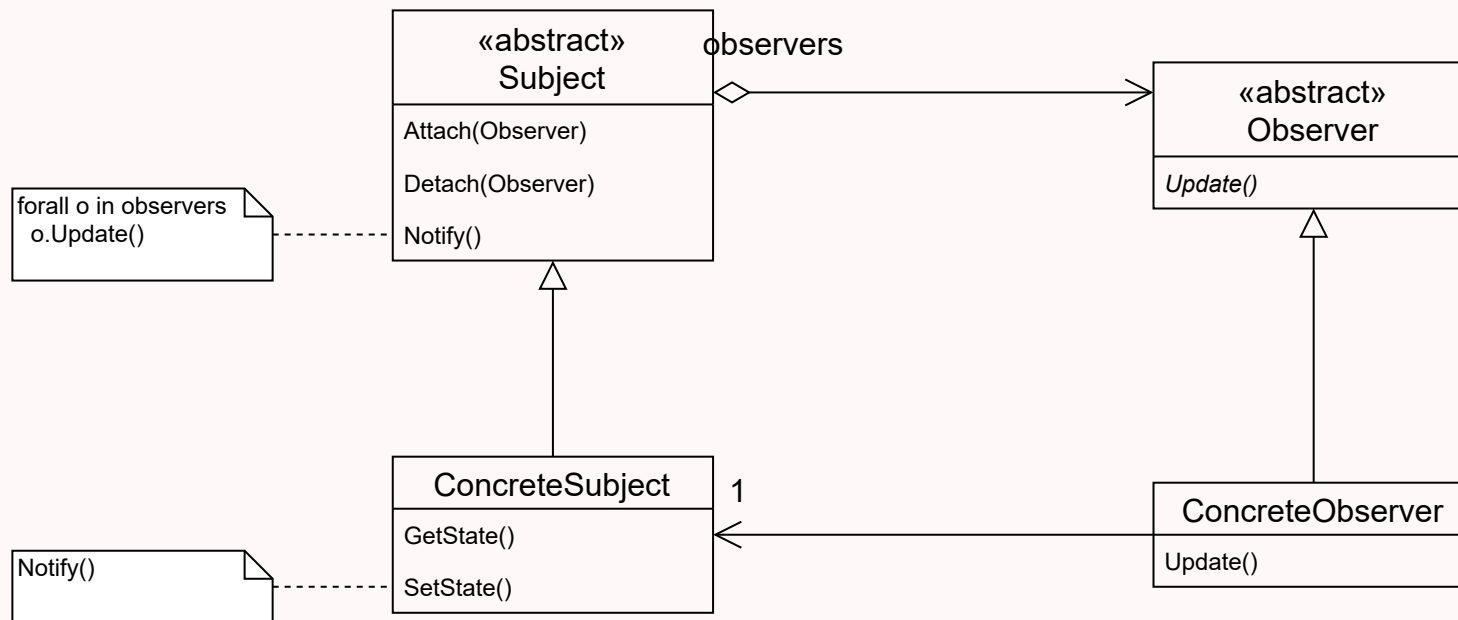 «abstract»
Subject
Attach(Observer)
Detach(Observer)
Notify()
observers
«abstract»
Observer
Update()
forall o in observers
o.Update()
ConcreteSubject
GetState()
SetState()
1
ConcreteObserver
Update()
Notify()